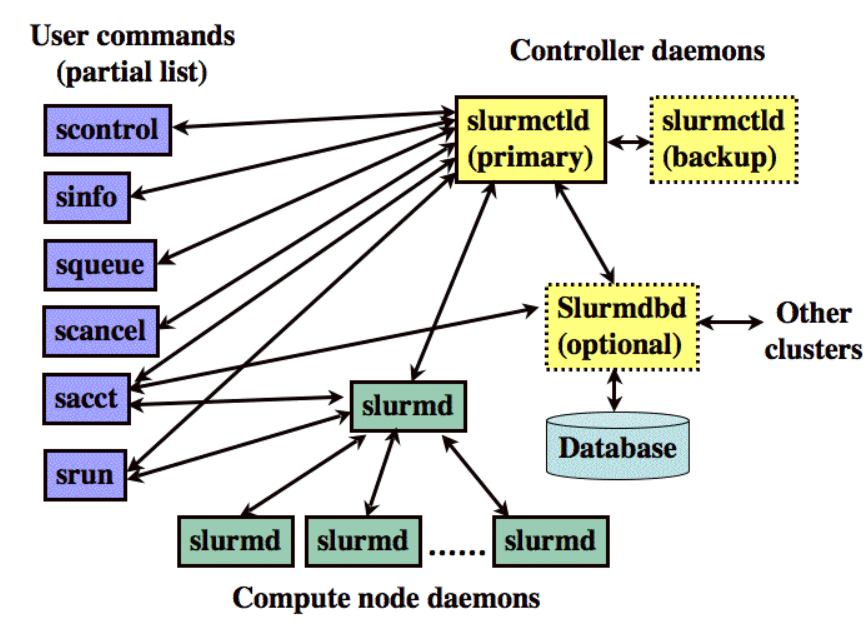 User commands
(partial list)
Controller daemons
scontrol
slurmctld
(primary)
slurmctld
(backup)
sinfo
squeue
scancel
Slurmdbd
(optional)
Other
clusters
sacct
slurmd
Database
srun
slurmd
slurmd
......
slurmd
Compute node daemons